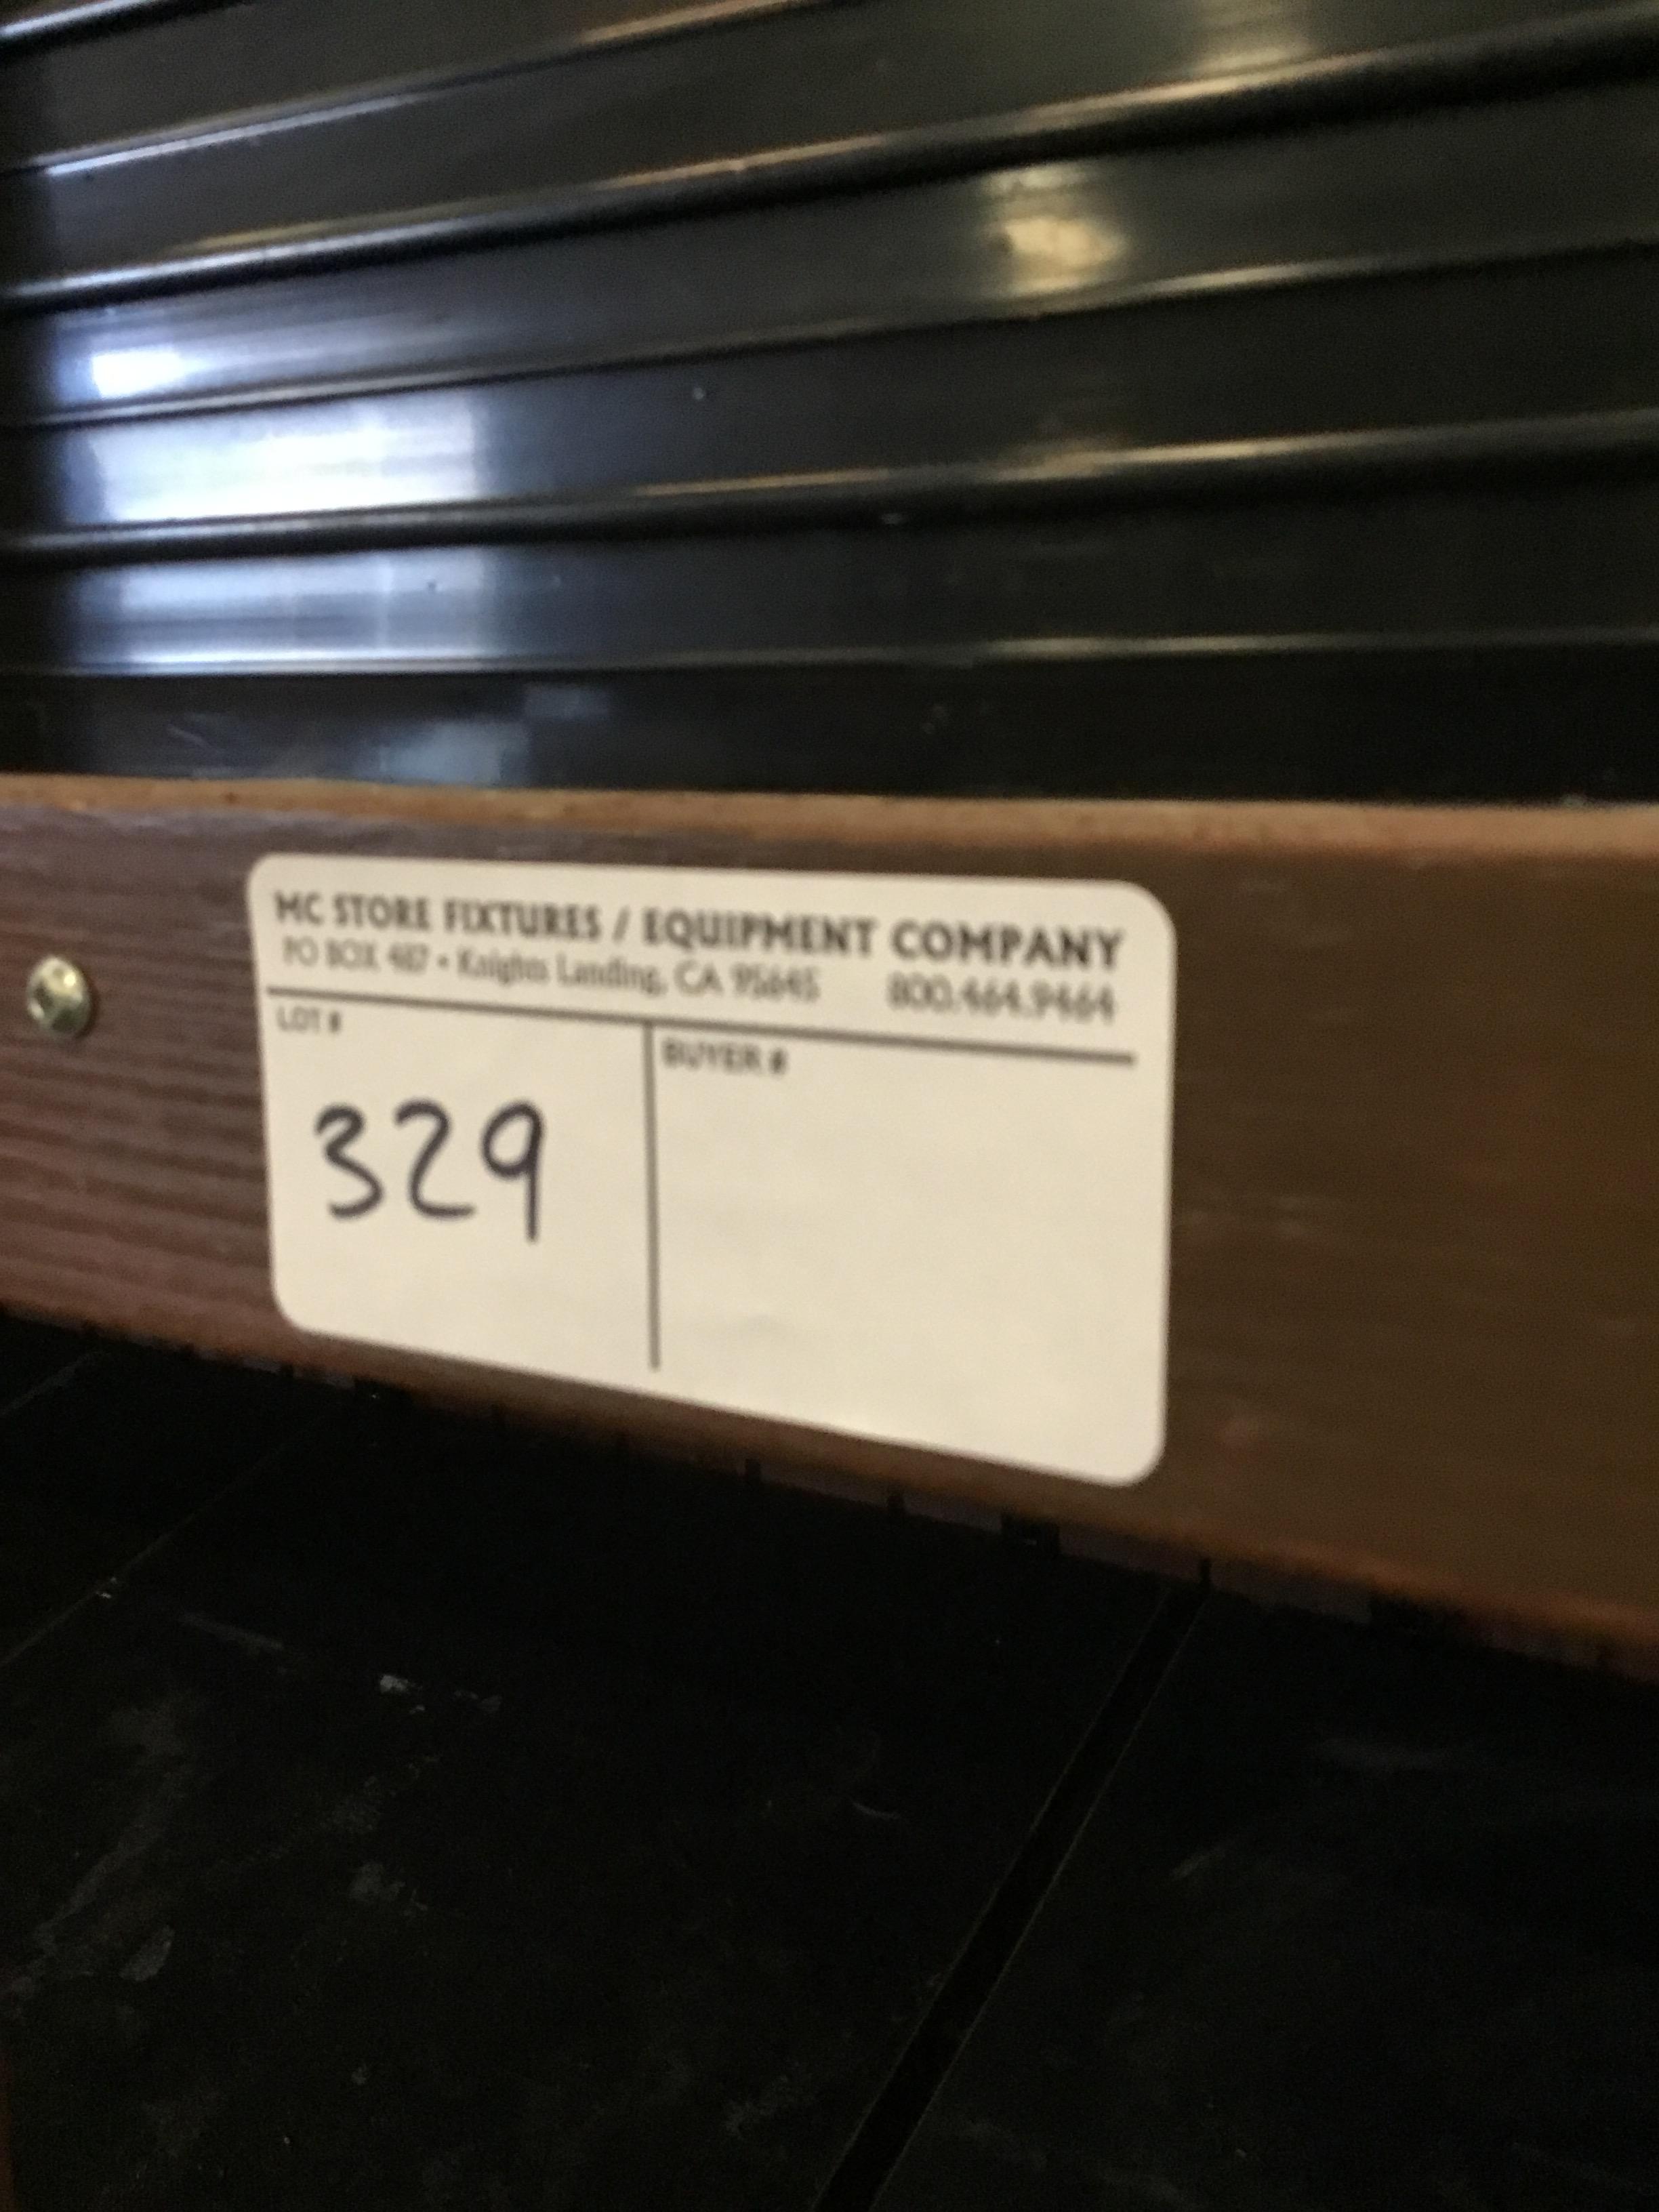 MC STORE FIXTURES / EQUIPMENT COMPANY
PO BOX 487 • Knights Landing, CA 95645 800.464.9464
LOT # BUYER #
329